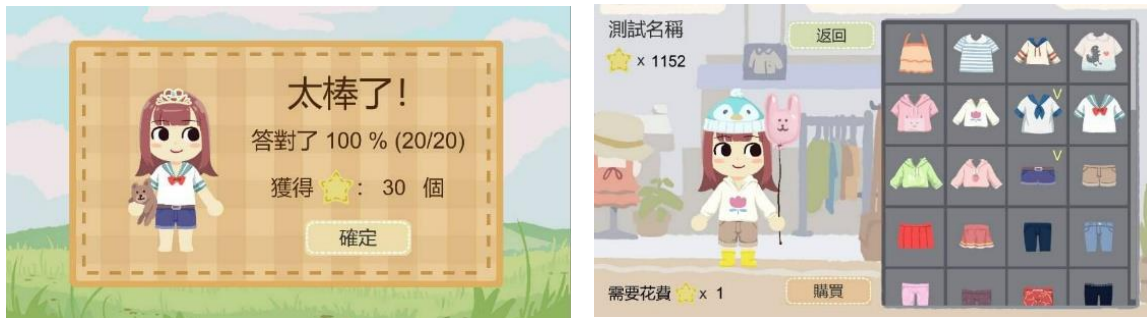 太棒了!
答對了 100 % (20/20)
獲得 : 30 個
確定
測試名稱
x 1152
返回
需要花費 x 1
購買